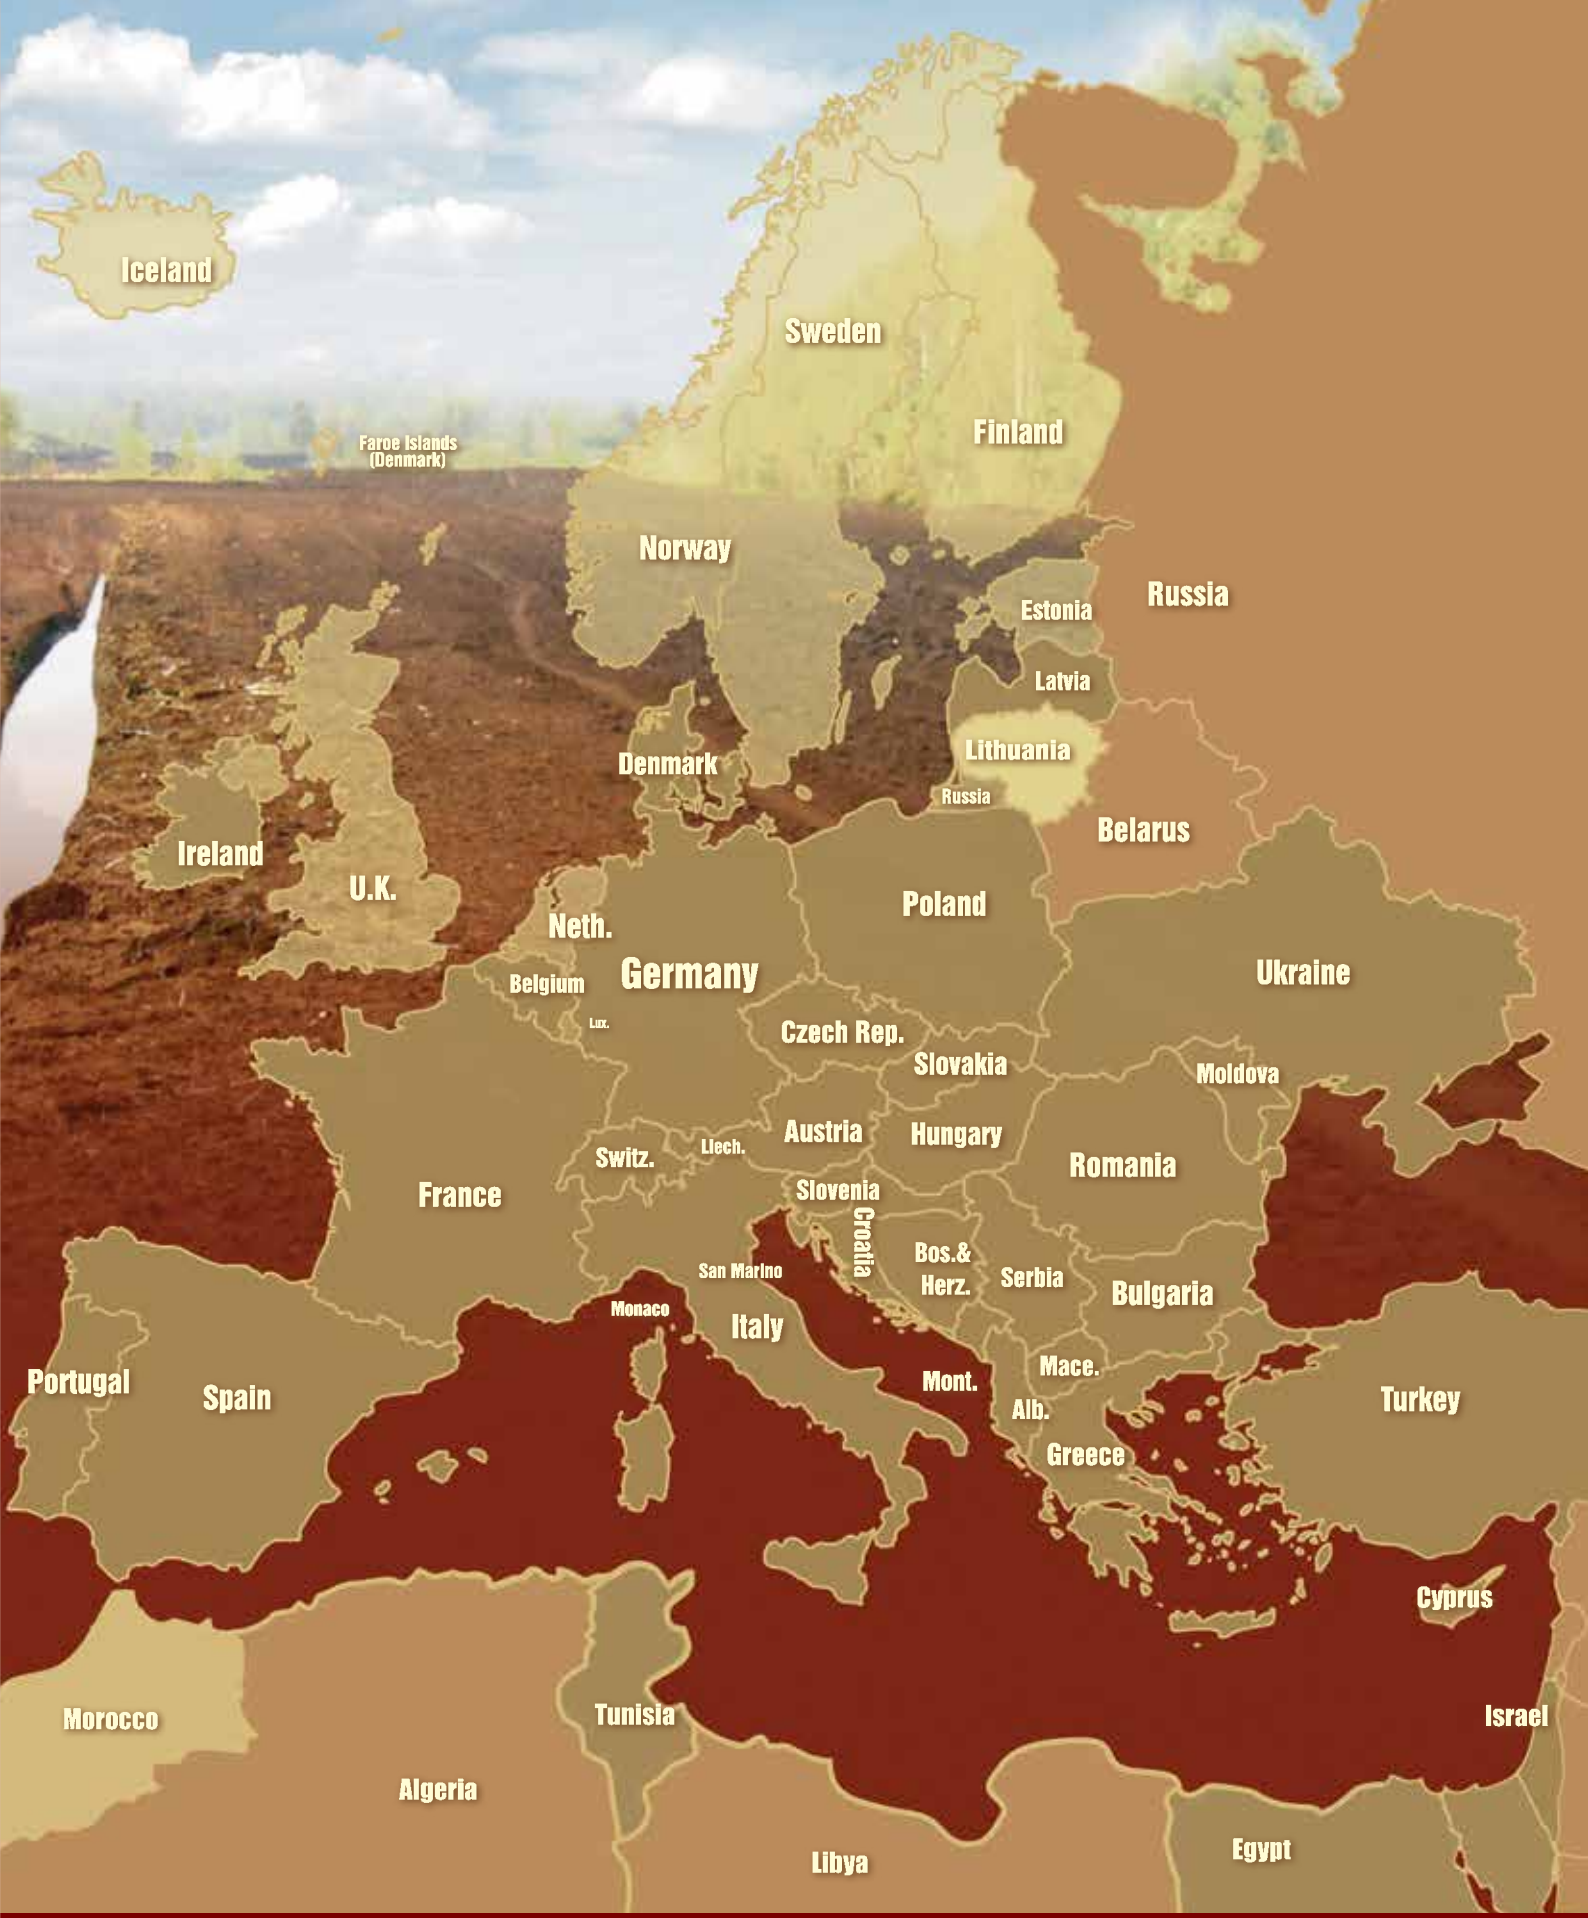 Iceland
Sweden
Finland
Faroe Islands
(Denmark)
Norway
Russia
Estonia
Latvia
Lithuania
Denmark
Russia
Belarus
Ireland
U.K.
Poland
Neth.
Germany
Ukraine
Belgium
Lux.
Czech Rep.
Slovakia
Moldova
Austria
Hungary
Liech.
Switz.
Romania
France
Slovenia
Croatia
Bos.&
Herz.
San Marino
Serbia
Bulgaria
Monaco
Italy
Mace.
Portugal
Spain
Mont.
Turkey
Alb.
Greece
Cyprus
Morocco
Tunisia
Israel
Algeria
Egypt
Libya